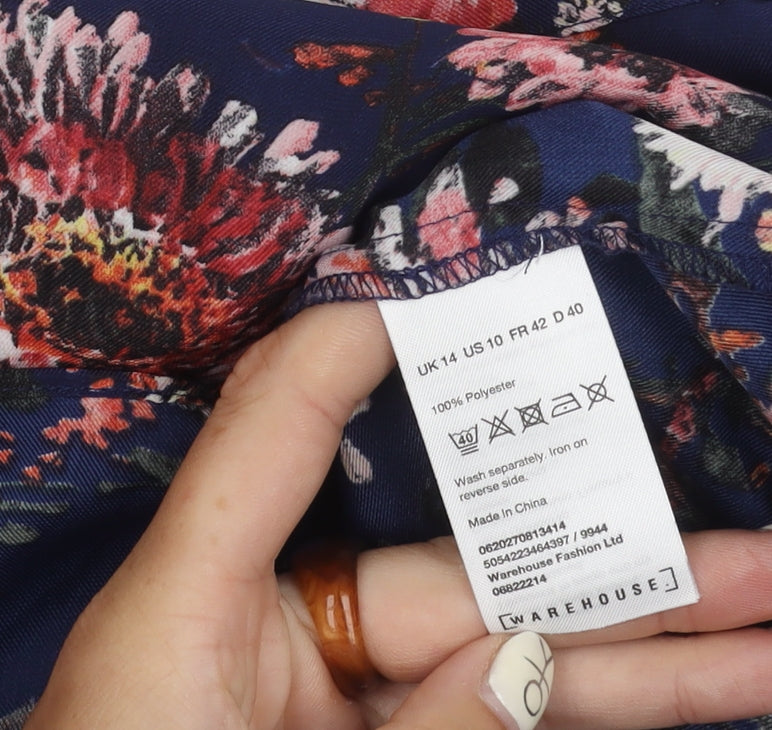 UK 14 US 10 FR 42 D 40
100% Polyester
40
Wash separately. Iron on
reverse side.
Made In China
0620270813414
5054223464397 / 9944
Warehouse Fashion Ltd
06822214
[WAREHOUSE.]